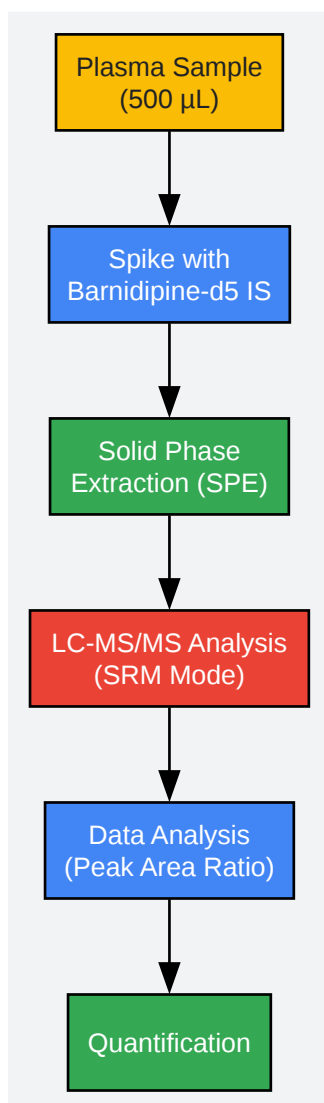 Plasma Sample
(500 µL)
Spike with
Barnidipine-d5 IS
Solid Phase
Extraction (SPE)
LC-MS/MS Analysis
(SRM Mode)
Data Analysis
(Peak Area Ratio)
Quantification